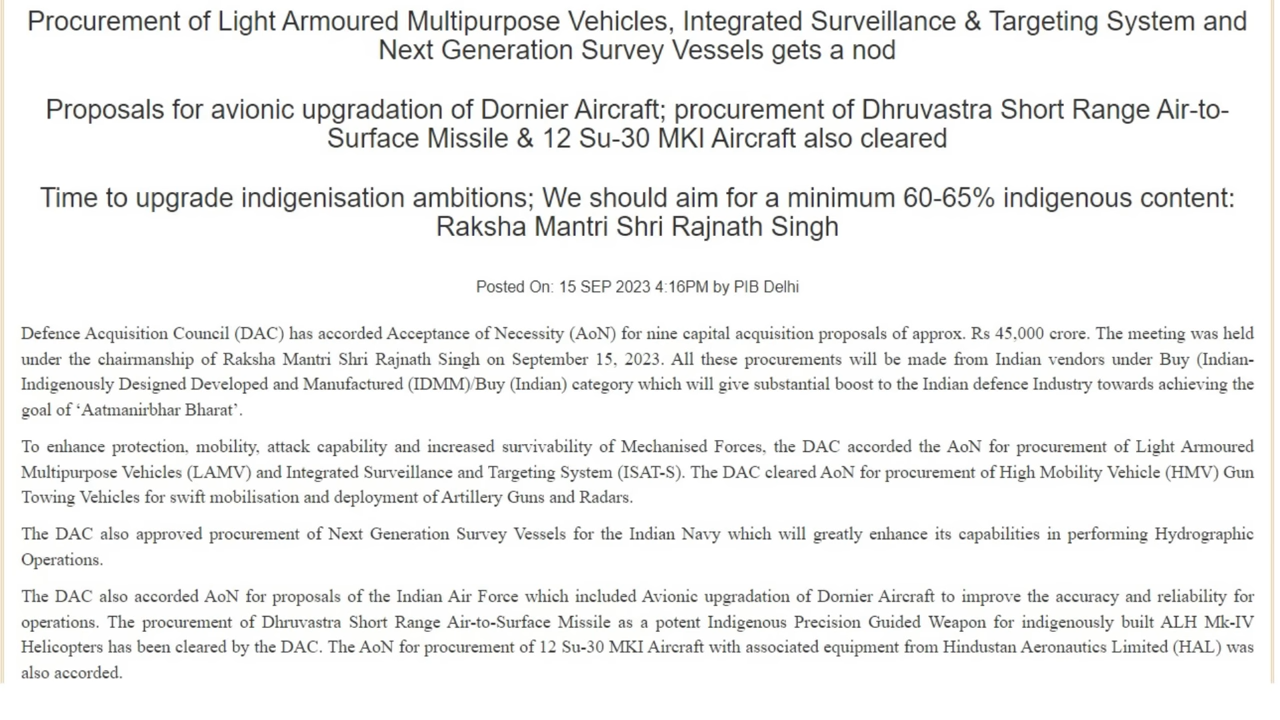 Procurement of Light Armoured Multipurpose Vehicles, Integrated Surveillance & Targeting System and
Next Generation Survey Vessels gets a nod
Proposals for avionic upgradation of Dornier Aircraft; procurement of Dhruvastra Short Range Air-to-
Surface Missile & 12 Su-30 MKI Aircraft also cleared
Time to upgrade indigenisation ambitions; We should aim for a minimum 60-65% indigenous content:
Raksha Mantri Shri Rajnath Singh
Posted On: 15 SEP 2023 4:16PM by PIB Delhi
Defence Acquisition Council (DAC) has accorded Acceptance of Necessity (AoN) for nine capital acquisition proposals of approx. Rs 45,000 crore. The meeting was held
under the chairmanship of Raksha Mantri Shri Rajnath Singh on September 15, 2023. All these procurements will be made from Indian vendors under Buy (Indian-
Indigenously Designed Developed and Manufactured (IDMM)/Buy (Indian) category which will give substantial boost to the Indian defence Industry towards achieving the
goal of ‘Aatmanirbhar Bharat’.
To enhance protection, mobility, attack capability and increased survivability of Mechanised Forces, the DAC accorded the AoN for procurement of Light Armoured
Multipurpose Vehicles (LAMV) and Integrated Surveillance and Targeting System (ISAT-S). The DAC cleared AoN for procurement of High Mobility Vehicle (HMV) Gun
Towing Vehicles for swift mobilisation and deployment of Artillery Guns and Radars.
The DAC also approved procurement of Next Generation Survey Vessels for the Indian Navy which will greatly enhance its capabilities in performing Hydrographic
Operations.
The DAC also accorded AoN for proposals of the Indian Air Force which included Avionic upgradation of Dornier Aircraft to improve the accuracy and reliability for
operations. The procurement of Dhruvastra Short Range Air-to-Surface Missile as a potent Indigenous Precision Guided Weapon for indigenously built ALH Mk-IV
Helicopters has been cleared by the DAC. The AoN for procurement of 12 Su-30 MKI Aircraft with associated equipment from Hindustan Aeronautics Limited (HAL) was
also accorded.